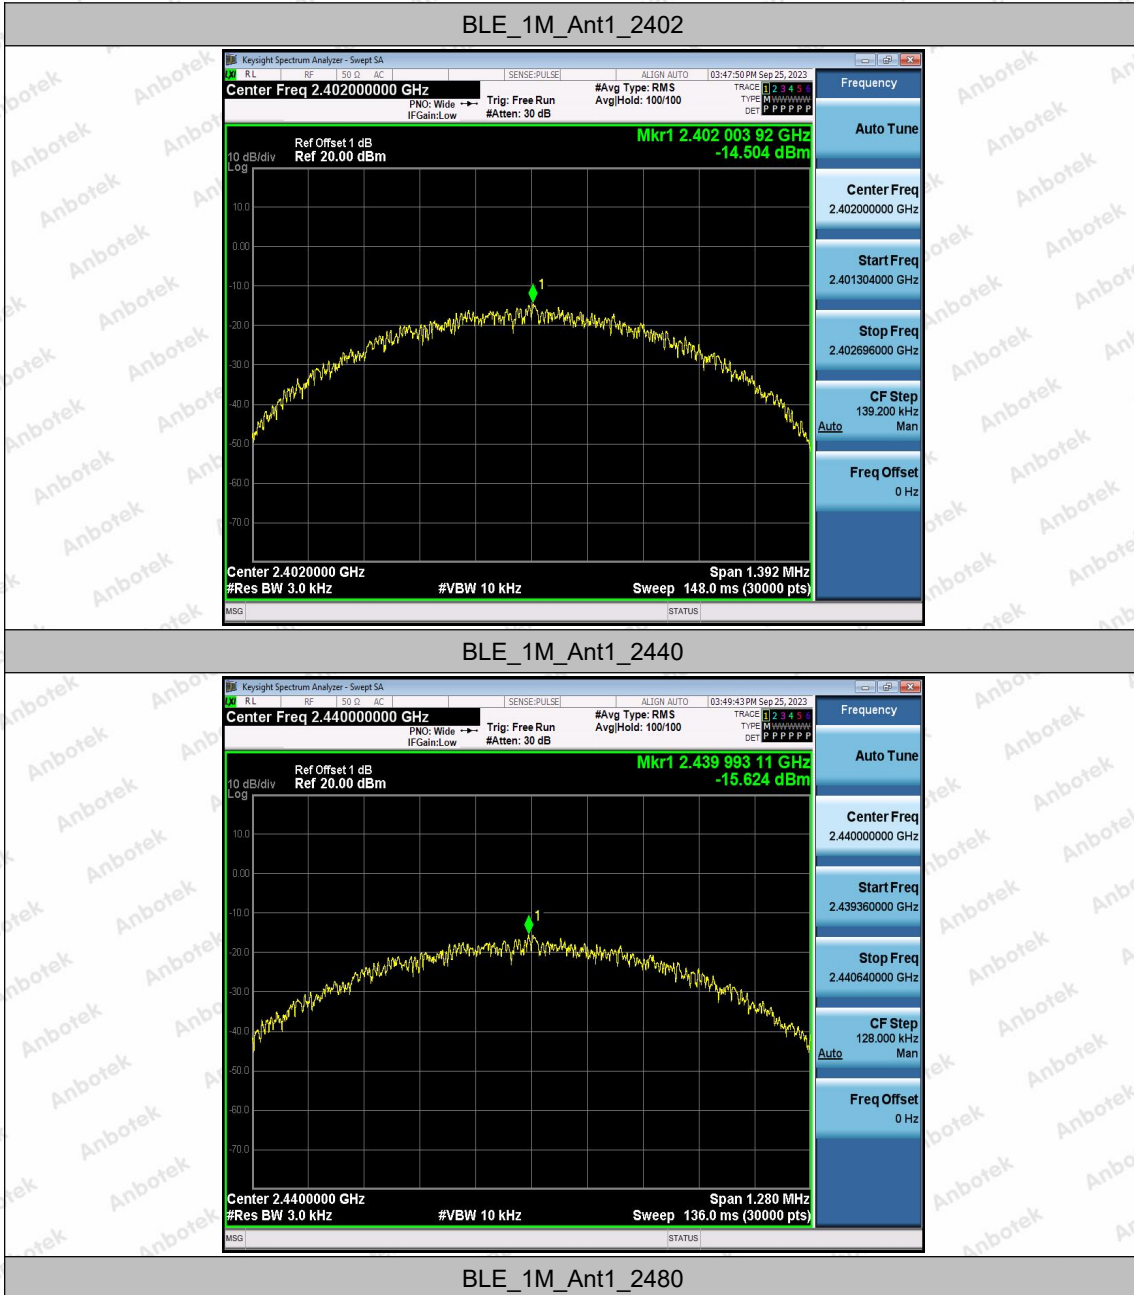 BLE_1M_Ant1_2402
Keysight Spectrum Analyzer - Swept SA
LXI RL RF 50 Ω AC SENSE:PULSE ALIGN AUTO 03:47:50 PM Sep 25, 2023
Center Freq 2.402000000 GHz
PNO: Wide
IFGain:Low
Trig: Free Run
#Atten: 30 dB
#Avg Type: RMS
Avg|Hold: 100/100
TRACE 1 2 3 4 5 6
TYPE M W W W W W
DET P P P P P P
Frequency
Auto Tune
Center Freq
2.402000000 GHz
Start Freq
2.401304000 GHz
Stop Freq
2.402696000 GHz
CF Step
139.200 kHz
Auto Man
Freq Offset
0 Hz
Mkr1 2.402 003 92 GHz
-14.504 dBm
Ref Offset 1 dB
10 dB/div Ref 20.00 dBm
Log
10.0
0.00
-10.0
-20.0
-30.0
-40.0
-50.0
-60.0
-70.0
1
Center 2.4020000 GHz Span 1.392 MHz
#Res BW 3.0 kHz #VBW 10 kHz Sweep 148.0 ms (30000 pts)
MSG STATUS
BLE_1M_Ant1_2440
Keysight Spectrum Analyzer - Swept SA
LXI RL RF 50 Ω AC SENSE:PULSE ALIGN AUTO 03:49:43 PM Sep 25, 2023
Center Freq 2.440000000 GHz
PNO: Wide
IFGain:Low
Trig: Free Run
#Atten: 30 dB
#Avg Type: RMS
Avg|Hold: 100/100
TRACE 1 2 3 4 5 6
TYPE M W W W W W
DET P P P P P P
Frequency
Auto Tune
Center Freq
2.440000000 GHz
Start Freq
2.439360000 GHz
Stop Freq
2.440640000 GHz
CF Step
128.000 kHz
Auto Man
Freq Offset
0 Hz
Mkr1 2.439 993 11 GHz
-15.624 dBm
Ref Offset 1 dB
10 dB/div Ref 20.00 dBm
Log
10.0
0.00
-10.0
-20.0
-30.0
-40.0
-50.0
-60.0
-70.0
1
Center 2.4400000 GHz Span 1.280 MHz
#Res BW 3.0 kHz #VBW 10 kHz Sweep 136.0 ms (30000 pts)
MSG STATUS
BLE_1M_Ant1_2480
Anbotek